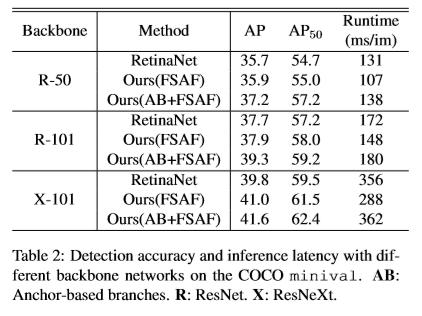 Backbone Method AP AP50 Runtime (ms/im)
R-50 RetinaNet 35.7 54.7 131
Ours(FSAF) 35.9 55.0 107
Ours(AB+FSAF) 37.2 57.2 138
R-101 RetinaNet 37.7 57.2 172
Ours(FSAF) 37.9 58.0 148
Ours(AB+FSAF) 39.3 59.2 180
X-101 RetinaNet 39.8 59.5 356
Ours(FSAF) 41.0 61.5 288
Ours(AB+FSAF) 41.6 62.4 362
Table 2: Detection accuracy and inference latency with dif-
ferent backbone networks on the COCO minival. AB:
Anchor-based branches. R: ResNet. X: ResNeXt.